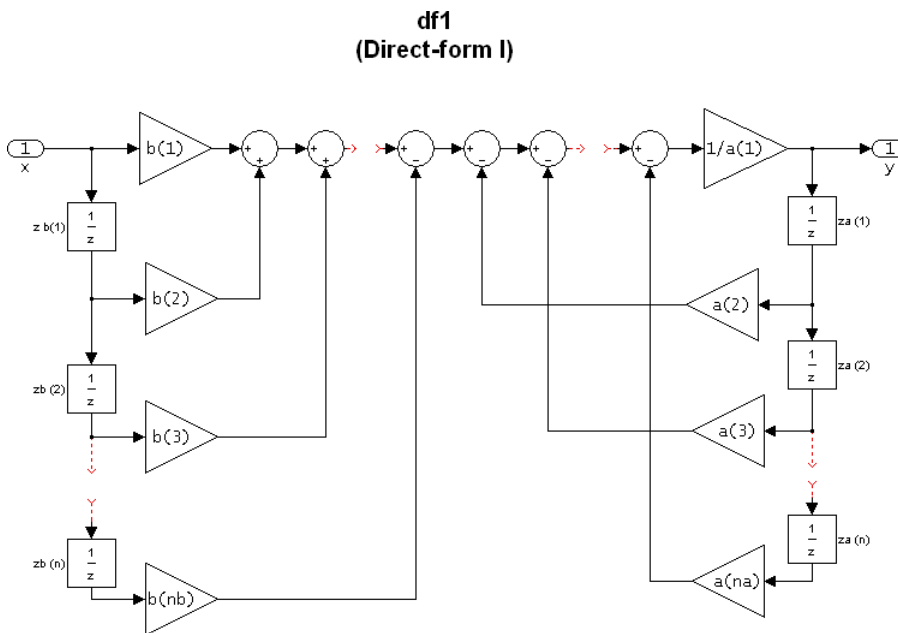 df1
(Direct-form I)
1
x
b(1)
+
+
+
+
+
−
+
−
+
−
+
−
1/a(1)
1
y
zb(1)
1
z
1
z
za(1)
b(2)
a(2)
zb(2)
1
z
1
z
za(2)
b(3)
a(3)
zb(n)
1
z
1
z
za(n)
b(nb)
a(na)